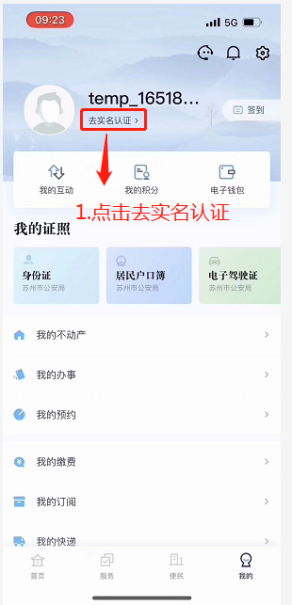 09:23
5G
temp_16518...
去实名认证 >
签到
我的互动
我的积分
电子钱包
1.点击去实名认证
我的证照
身份证
苏州市公安局
居民户口簿
苏州市公安局
电子驾驶证
苏州市公安局
我的不动产
我的办事
我的预约
我的缴费
我的订阅
我的快递
首页
服务
便民
我的